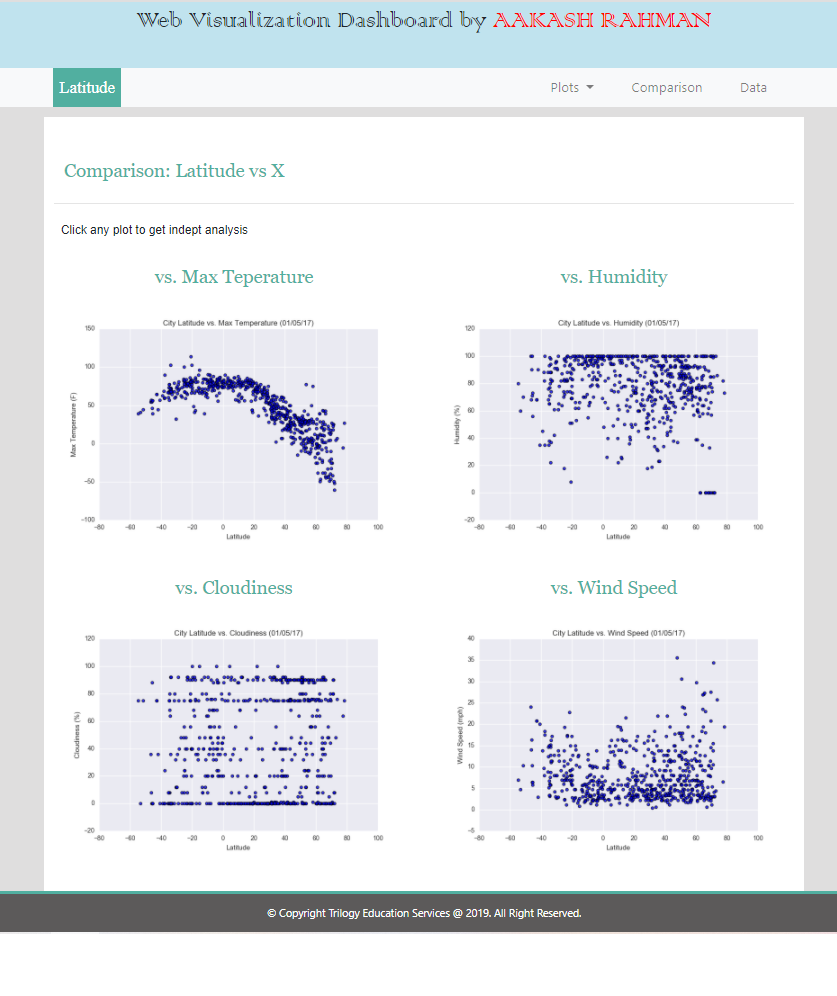 Web Visualization Dashboard by AAKASH RAHMAN
Latitude
Plots
Comparison
Data
Comparison: Latitude vs X
Click any plot to get indept analysis
vs. Max Teperature
vs. Humidity
City Latitude vs. Max Temperature (01/05/17)
150
100
50
0
−50
−100
Max Temperature (F)
−80 −60 −40 −20 0 20 40 60 80 100
Latitude
City Latitude vs. Humidity (01/05/17)
120
100
80
60
40
20
0
−20
Humidity (%)
−80 −60 −40 −20 0 20 40 60 80 100
Latitude
vs. Cloudiness
vs. Wind Speed
City Latitude vs. Cloudiness (01/05/17)
120
100
80
60
40
20
0
−20
Cloudiness (%)
−80 −60 −40 −20 0 20 40 60 80 100
Latitude
City Latitude vs. Wind Speed (01/05/17)
40
35
30
25
20
15
10
5
0
−5
Wind Speed (mph)
−80 −60 −40 −20 0 20 40 60 80 100
Latitude
© Copyright Trilogy Education Services @ 2019. All Right Reserved.